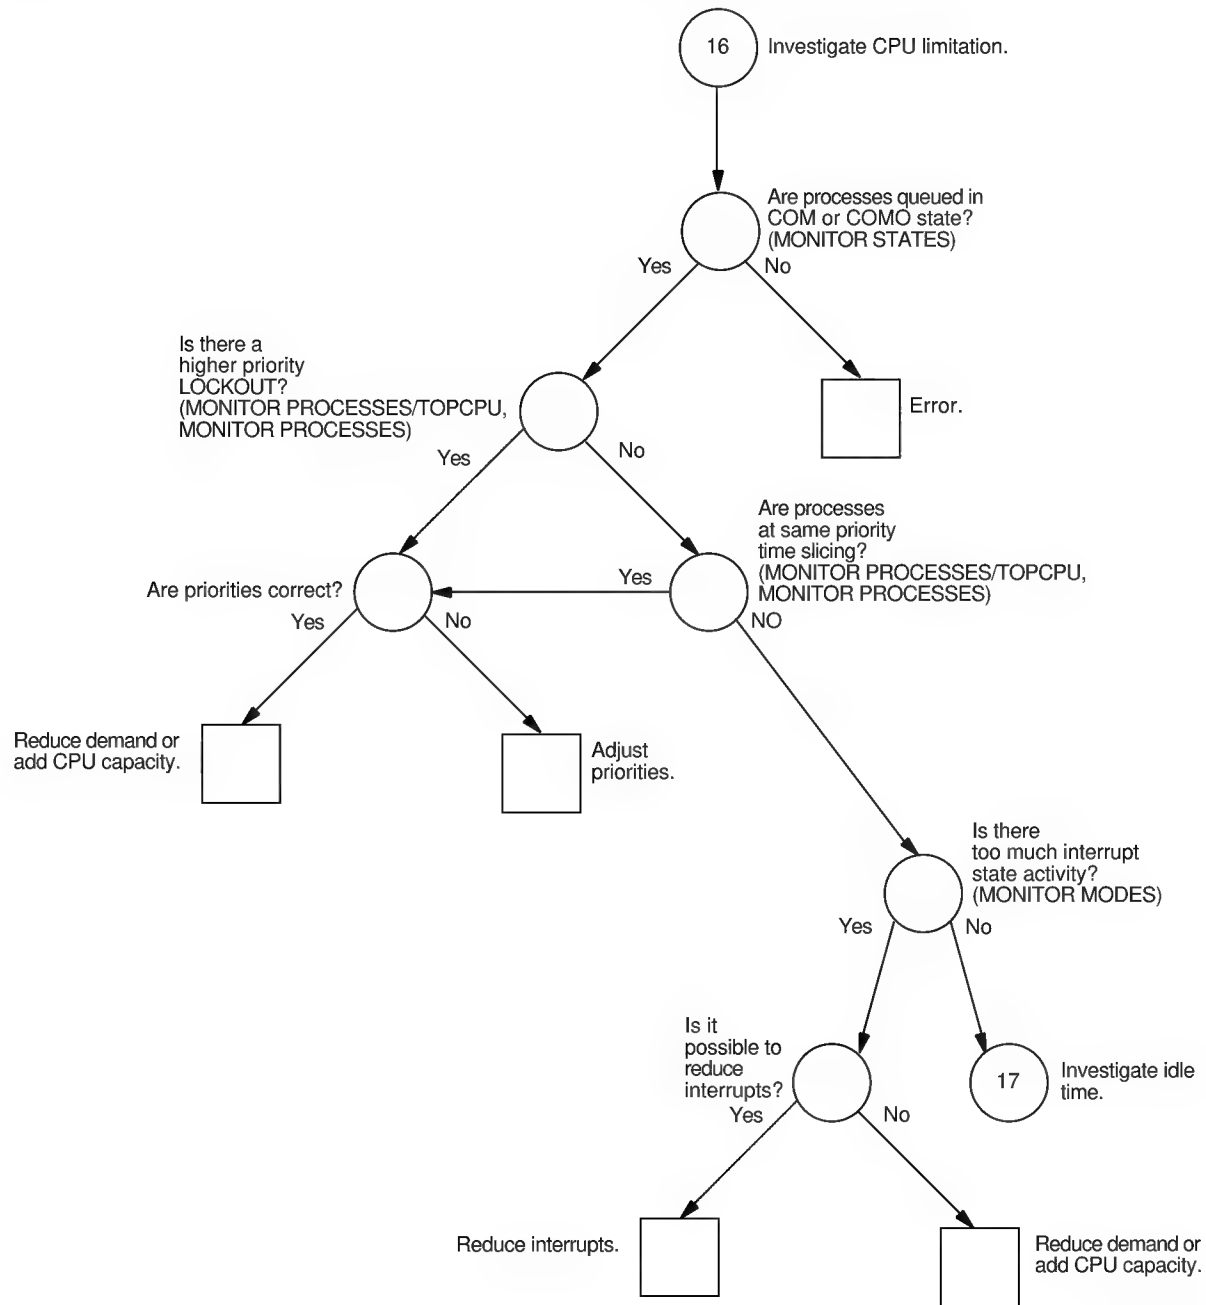 16
Investigate CPU limitation.
Are processes queued in
COM or COMO state?
(MONITOR STATES)
Yes
No
Is there a
higher priority
LOCKOUT?
(MONITOR PROCESSES/TOPCPU,
MONITOR PROCESSES)
Error.
Yes
No
Are processes
at same priority
time slicing?
(MONITOR PROCESSES/TOPCPU,
MONITOR PROCESSES)
Are priorities correct?
Yes
Yes
No
NO
Reduce demand or
add CPU capacity.
Adjust
priorities.
Is there
too much interrupt
state activity?
(MONITOR MODES)
Yes
No
Is it
possible to
reduce
interrupts?
17
Investigate idle
time.
Yes
No
Reduce interrupts.
Reduce demand or
add CPU capacity.